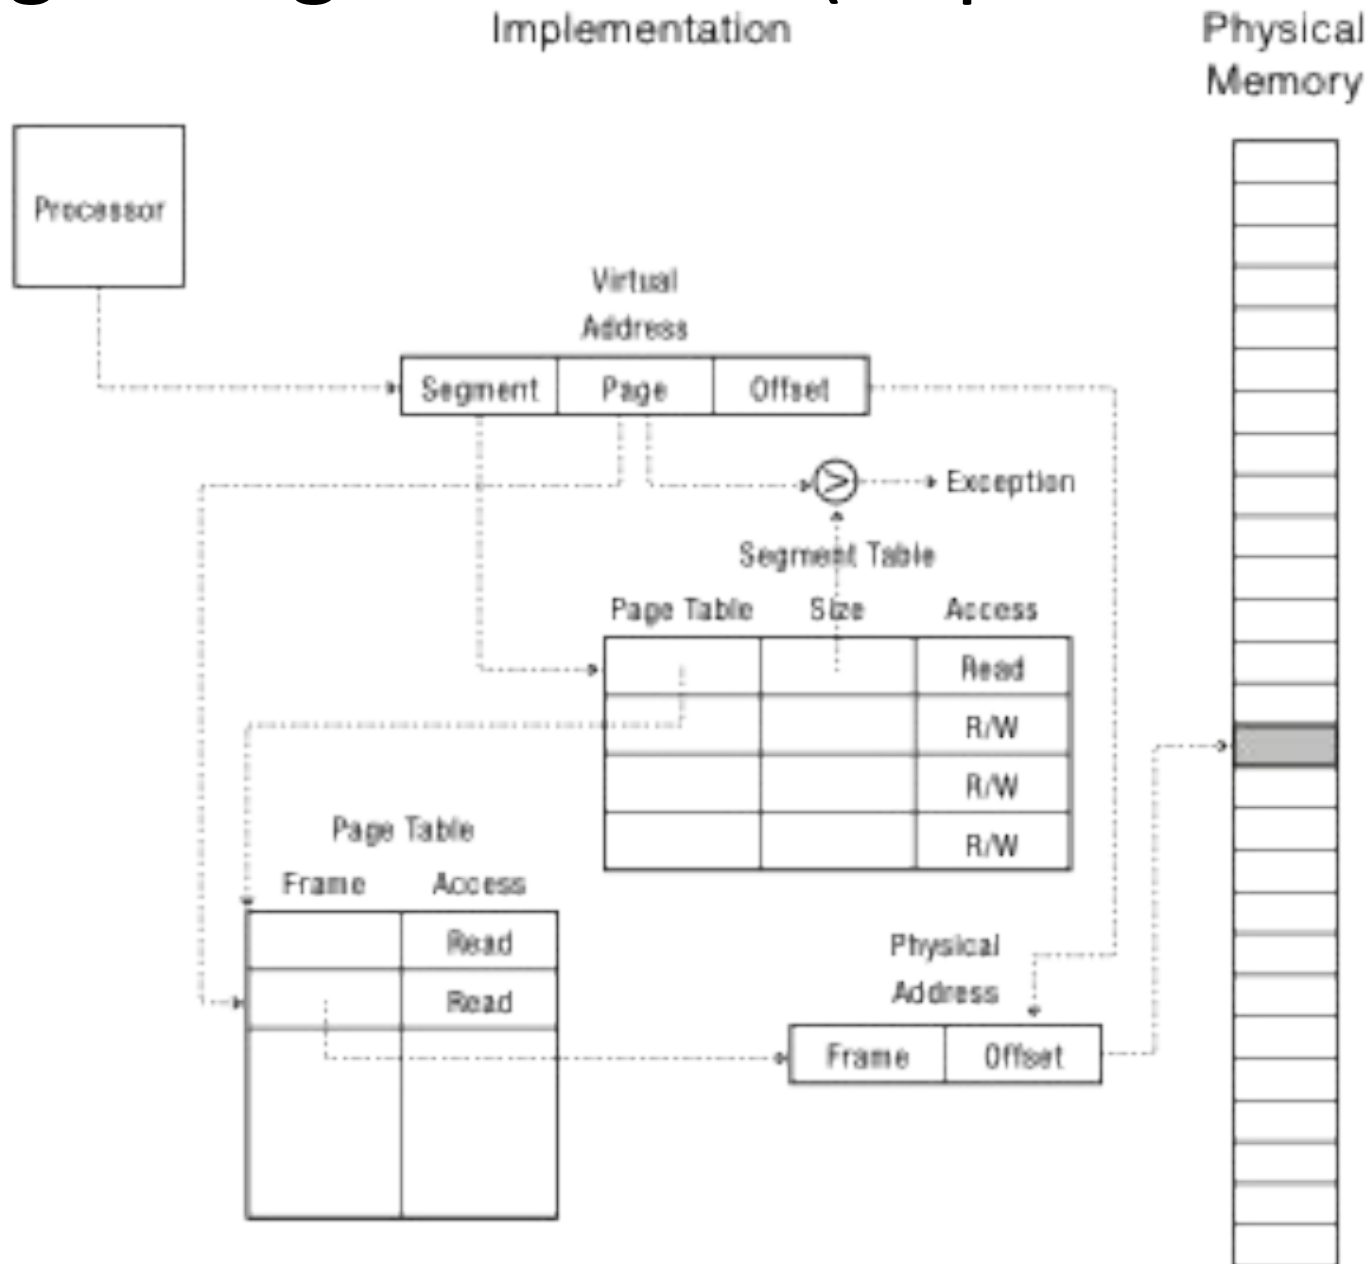 Implementation
Physical
Memory
Processor
Virtual
Address
Segment Page Offset
> Exception
Segment Table
Page Table Size Access
Read
R/W
R/W
R/W
Page Table
Frame Access
Read
Read
Physical
Address
Frame Offset